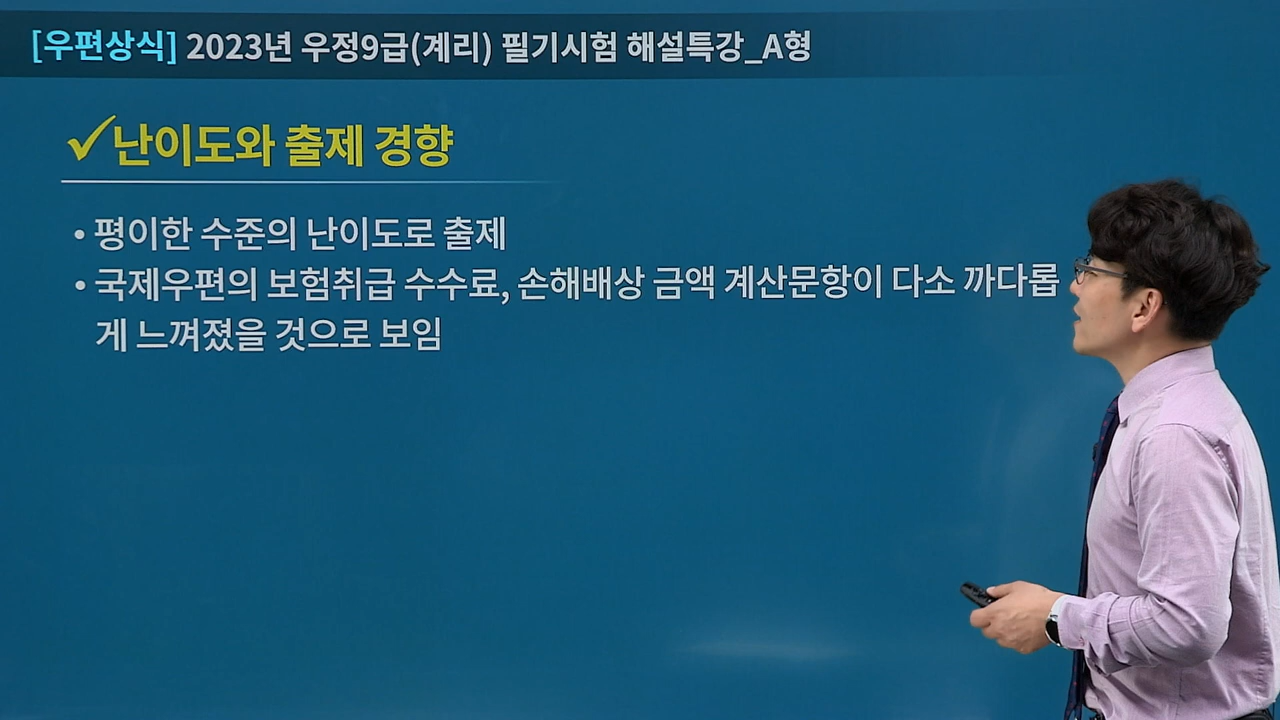 [우편상식] 2023년 우정9급(계리) 필기시험 해설특강_A형
✓난이도와 출제 경향
• 평이한 수준의 난이도로 출제
• 국제우편의 보험취급 수수료, 손해배상 금액 계산문항이 다소 까다롭
게 느껴졌을 것으로 보임